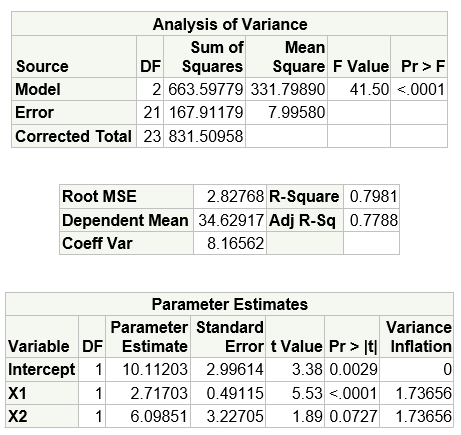 Analysis of Variance
Source DF Sum of Squares Mean Square F Value Pr > F
Model 2 663.59779 331.79890 41.50 <.0001
Error 21 167.91179 7.99580
Corrected Total 23 831.50958
Root MSE 2.82768 R-Square 0.7981
Dependent Mean 34.62917 Adj R-Sq 0.7788
Coeff Var 8.16562
Parameter Estimates
Variable DF Parameter Estimate Standard Error t Value Pr > |t| Variance Inflation
Intercept 1 10.11203 2.99614 3.38 0.0029 0
X1 1 2.71703 0.49115 5.53 <.0001 1.73656
X2 1 6.09851 3.22705 1.89 0.0727 1.73656